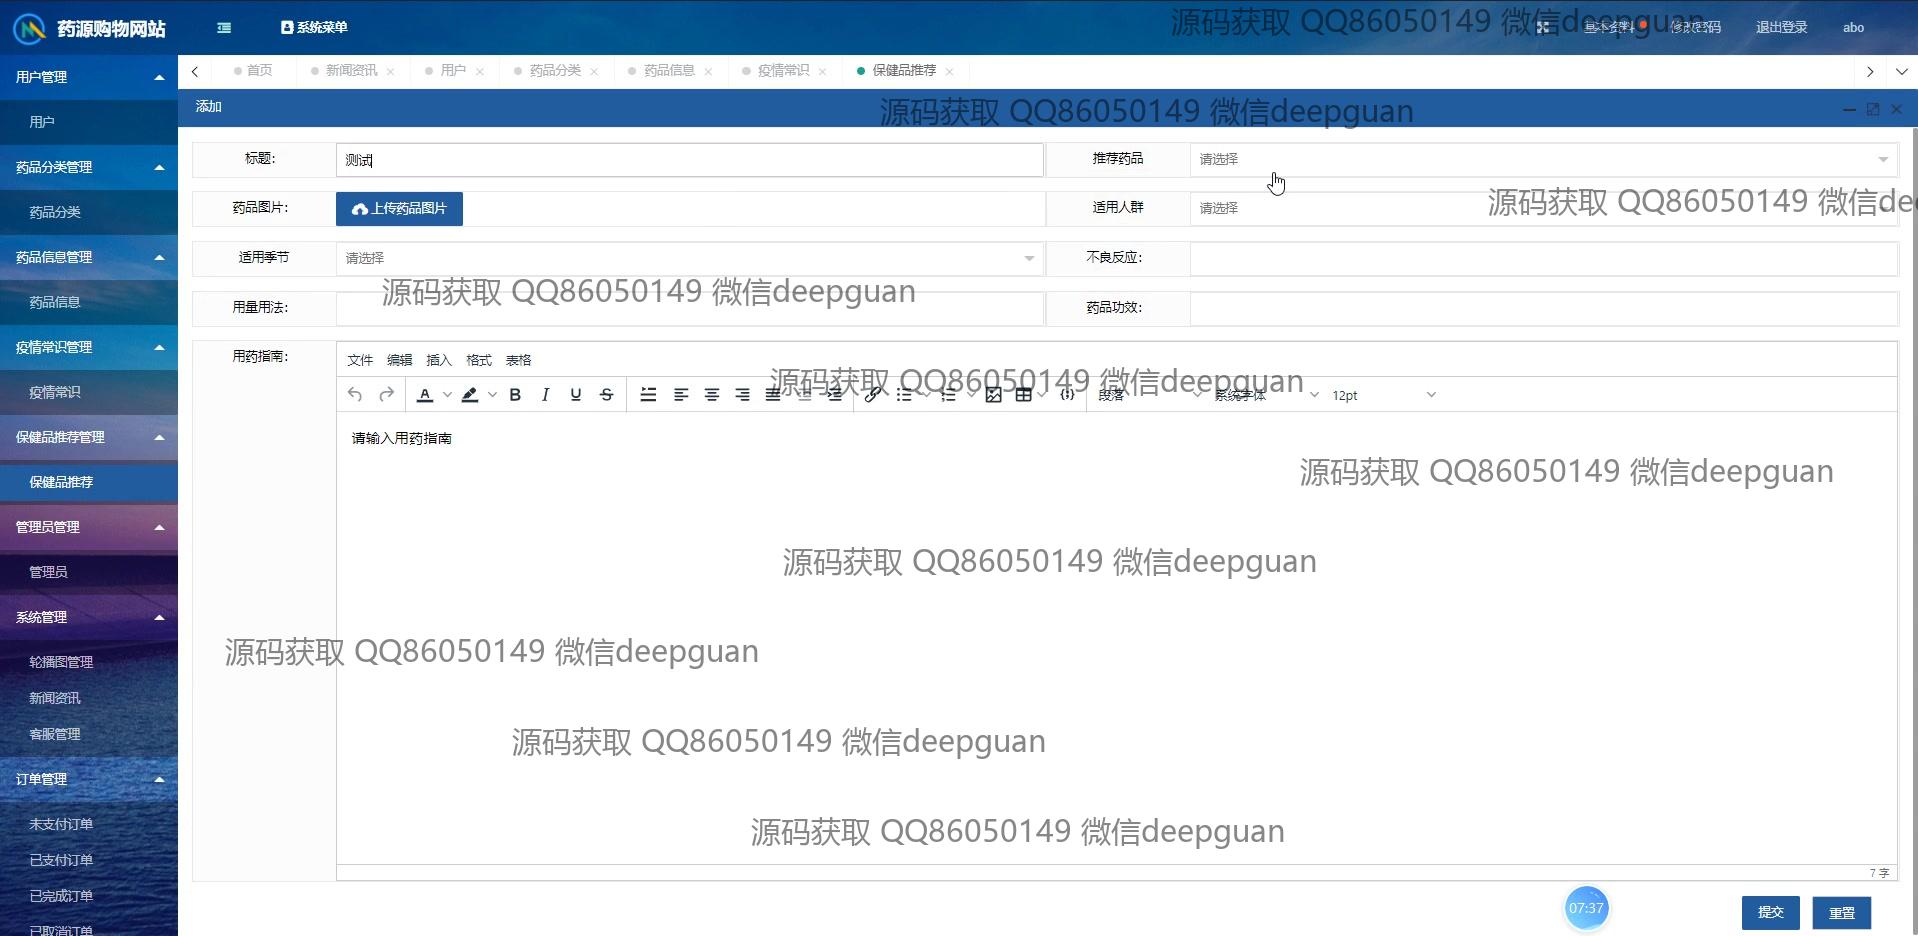 药源购物网站
系统菜单
源码获取 QQ86050149 微信deepguan
基本资料
修改密码
退出登录
abo
用户管理
首页
新闻资讯
用户
药品分类
药品信息
疫情常识
保健品推荐
添加
源码获取 QQ86050149 微信deepguan
用户
药品分类管理
药品分类
药品信息管理
药品信息
疫情常识管理
疫情常识
保健品推荐管理
保健品推荐
管理员管理
管理员
系统管理
轮播图管理
新闻资讯
客服管理
订单管理
未支付订单
已支付订单
已完成订单
已取消订单
标题:
测试
推荐药品
请选择
药品图片:
上传药品图片
适用人群
请选择
源码获取 QQ86050149 微信de
适用季节
请选择
不良反应:
源码获取 QQ86050149 微信deepguan
用量用法:
药品功效:
用药指南:
文件 编辑 插入 格式 表格
源码获取 QQ86050149 微信deepguan
段落
系统字体
12pt
请输入用药指南
源码获取 QQ86050149 微信deepguan
源码获取 QQ86050149 微信deepguan
源码获取 QQ86050149 微信deepguan
源码获取 QQ86050149 微信deepguan
源码获取 QQ86050149 微信deepguan
7 字
07:37
提交
重置